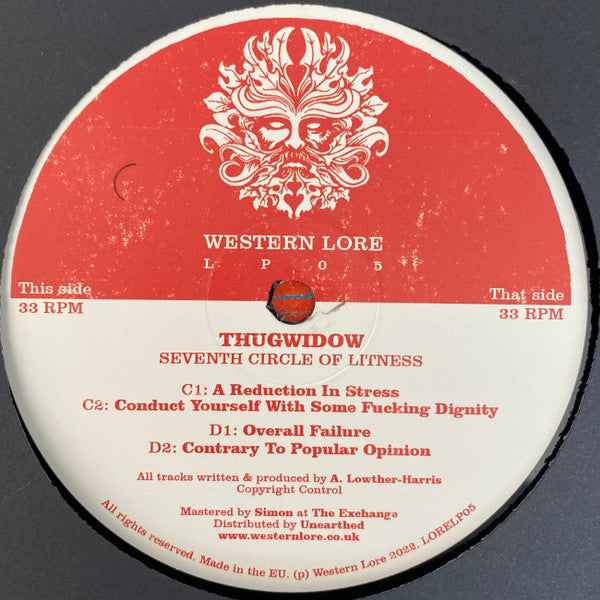 WESTERN LORE
LP05
This side
33 RPM
That side
33 RPM
THUGWIDOW
SEVENTH CIRCLE OF LITNESS
C1: A Reduction In Stress
C2: Conduct Yourself With Some Fucking Dignity
D1: Overall Failure
D2: Contrary To Popular Opinion
All tracks written & produced by A. Lowther-Harris
Copyright Control
Mastered by Simon at The Exchange
Distributed by Unearthed
www.westernlore.co.uk
All rights reserved. Made in the EU. (p) Western Lore 2022. LORELP05